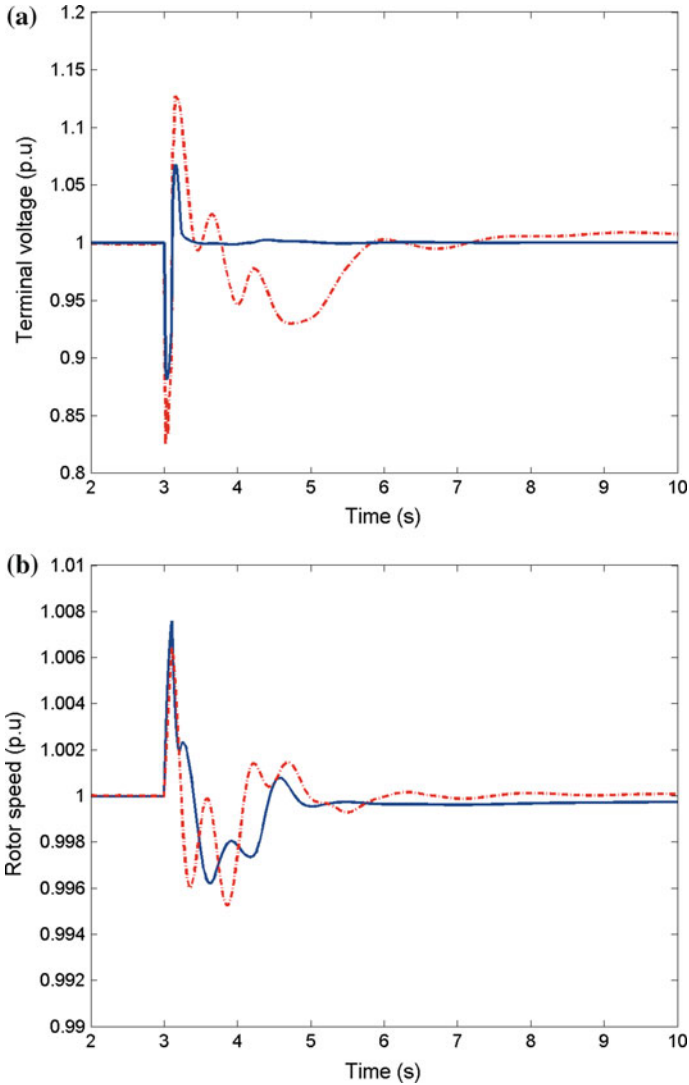 (a)
Terminal voltage (p.u)
1.2
1.15
1.1
1.05
1
0.95
0.9
0.85
0.8
2 3 4 5 6 7 8 9 10
Time (s)
(b)
Rotor speed (p.u)
1.01
1.008
1.006
1.004
1.002
1
0.998
0.996
0.994
0.992
0.99
2 3 4 5 6 7 8 9 10
Time (s)